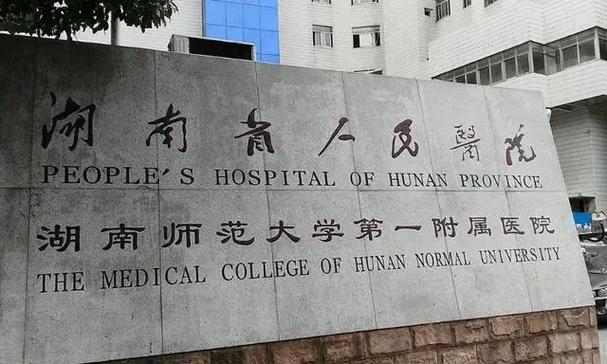 湖南省人民醫院
PEOPLE'S HOSPITAL OF HUNAN PROVINCE
湖南师范大学第一附属医院
THE MEDICAL COLLEGE OF HUNAN NORMAL UNIVERSITY